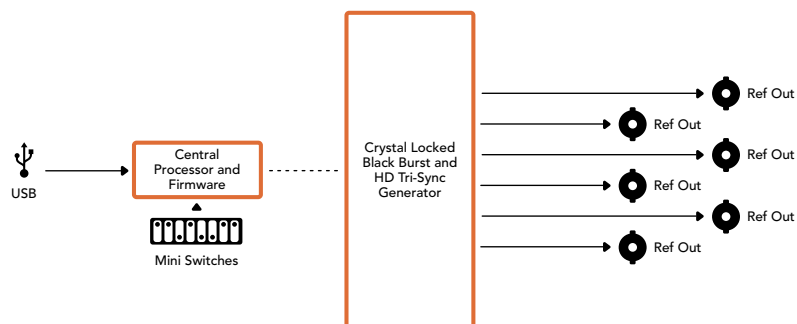 USB
Central
Processor and
Firmware
Mini Switches
Crystal Locked
Black Burst and
HD Tri-Sync
Generator
Ref Out
Ref Out
Ref Out
Ref Out
Ref Out
Ref Out